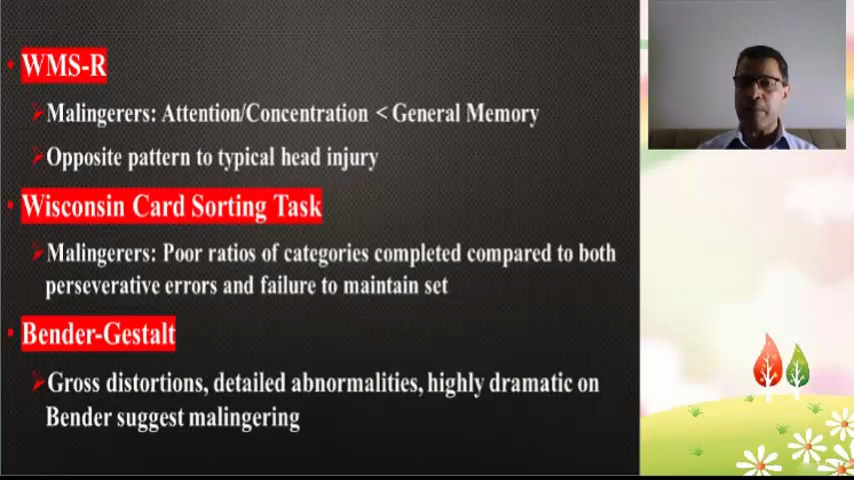 WMS-R
Malingerers: Attention/Concentration < General Memory
Opposite pattern to typical head injury
Wisconsin Card Sorting Task
Malingerers: Poor ratios of categories completed compared to both
perseverative errors and failure to maintain set
Bender-Gestalt
Gross distortions, detailed abnormalities, highly dramatic on
Bender suggest malingering